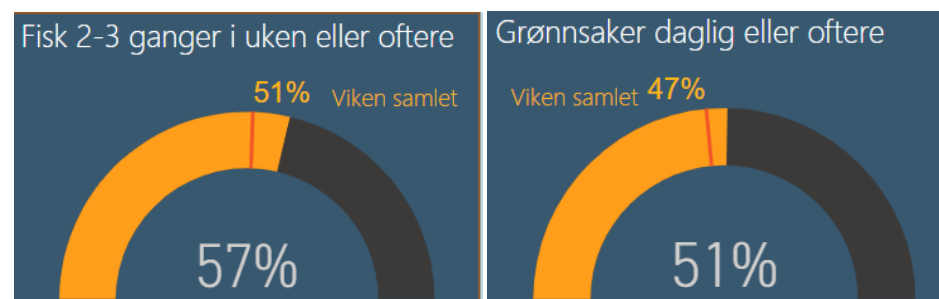 Fisk 2-3 ganger i uken eller oftere
51% Viken samlet
57%
Grønnsaker daglig eller oftere
Viken samlet 47%
51%